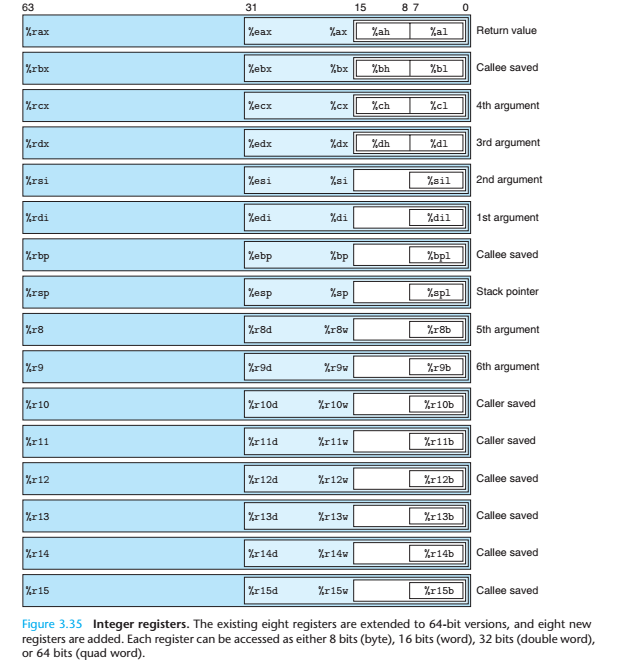 63 31 15 8 7 0
%rax %eax %ax %ah %al Return value
%rbx %ebx %bx %bh %bl Callee saved
%rcx %ecx %cx %ch %cl 4th argument
%rdx %edx %dx %dh %dl 3rd argument
%rsi %esi %si %sil 2nd argument
%rdi %edi %di %dil 1st argument
%rbp %ebp %bp %bpl Callee saved
%rsp %esp %sp %spl Stack pointer
%r8 %r8d %r8w %r8b 5th argument
%r9 %r9d %r9w %r9b 6th argument
%r10 %r10d %r10w %r10b Caller saved
%r11 %r11d %r11w %r11b Caller saved
%r12 %r12d %r12w %r12b Callee saved
%r13 %r13d %r13w %r13b Callee saved
%r14 %r14d %r14w %r14b Callee saved
%r15 %r15d %r15w %r15b Callee saved
Figure 3.35 Integer registers. The existing eight registers are extended to 64-bit versions, and eight new
registers are added. Each register can be accessed as either 8 bits (byte), 16 bits (word), 32 bits (double word),
or 64 bits (quad word).